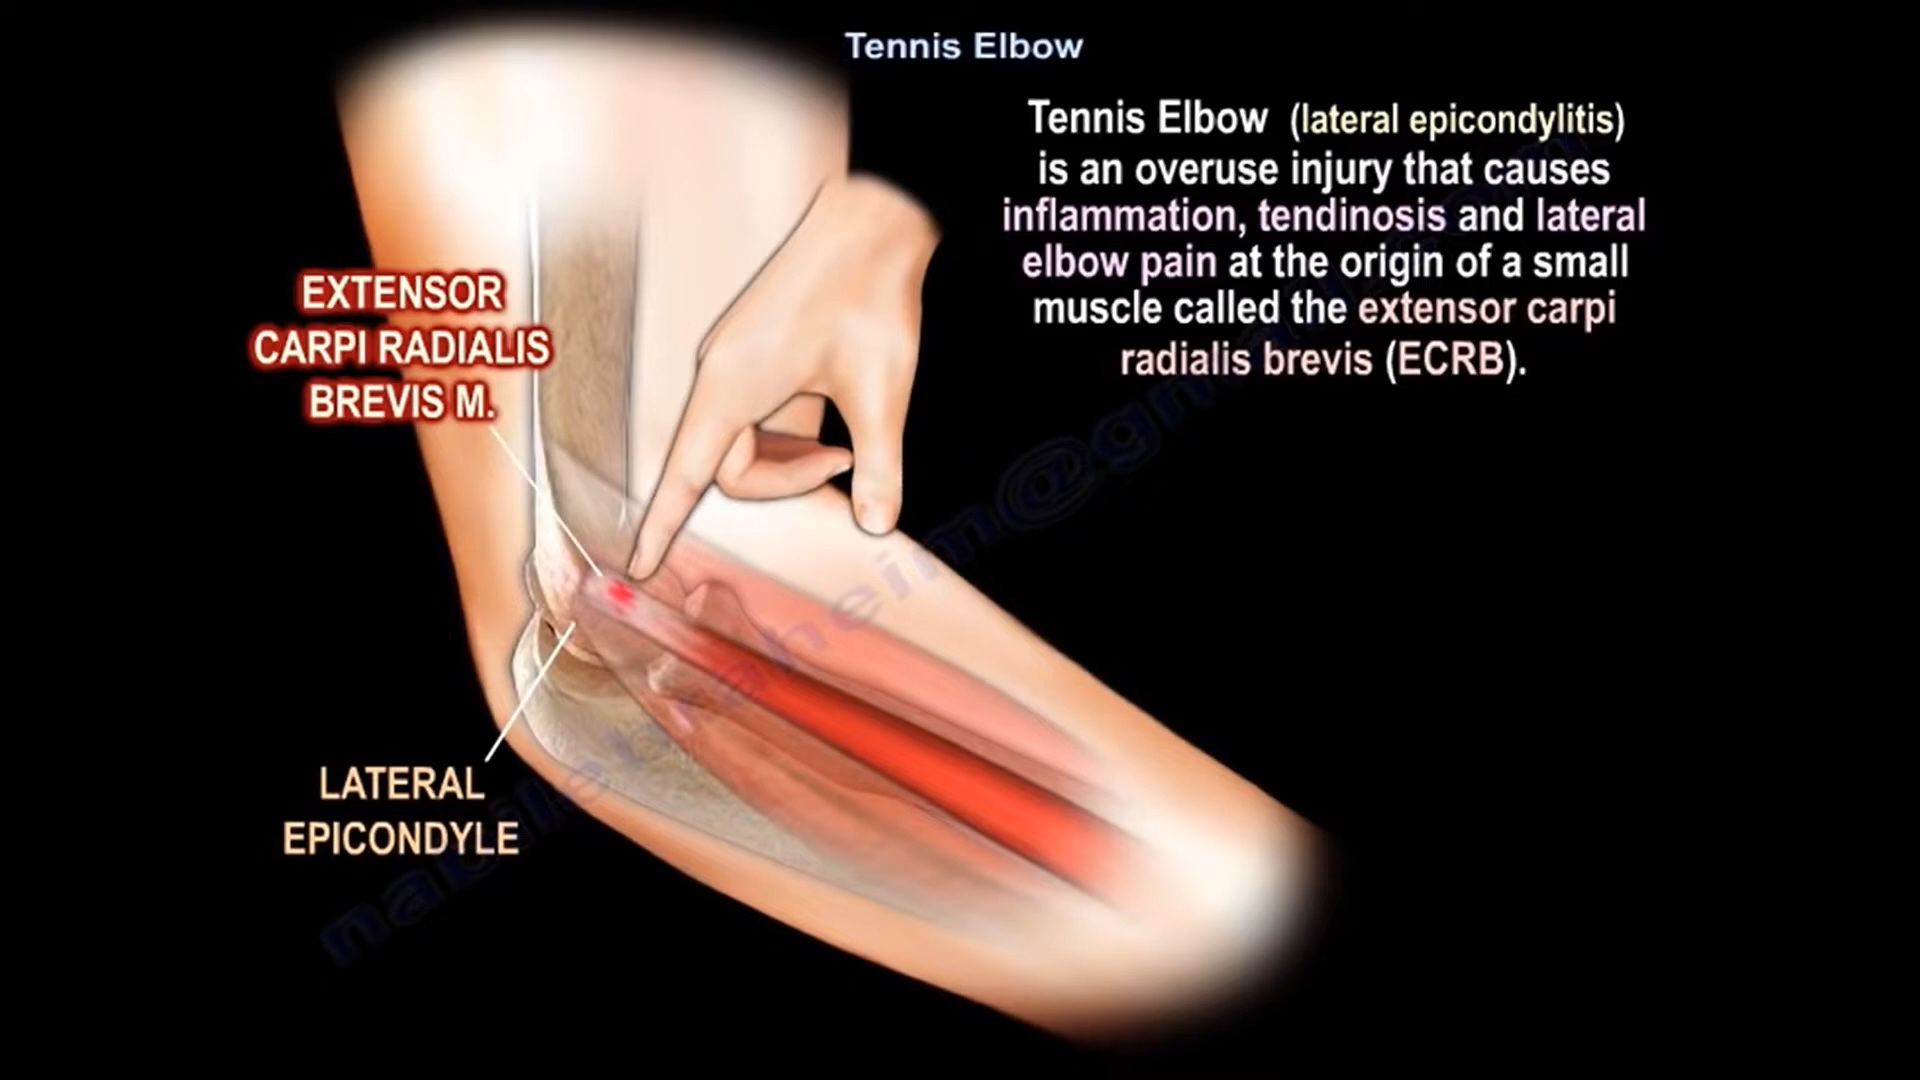 Tennis Elbow
Tennis Elbow (lateral epicondylitis)
is an overuse injury that causes
inflammation, tendinosis and lateral
elbow pain at the origin of a small
muscle called the extensor carpi
radialis brevis (ECRB).
EXTENSOR
CARPI RADIALIS
BREVIS M.
LATERAL
EPICONDYLE